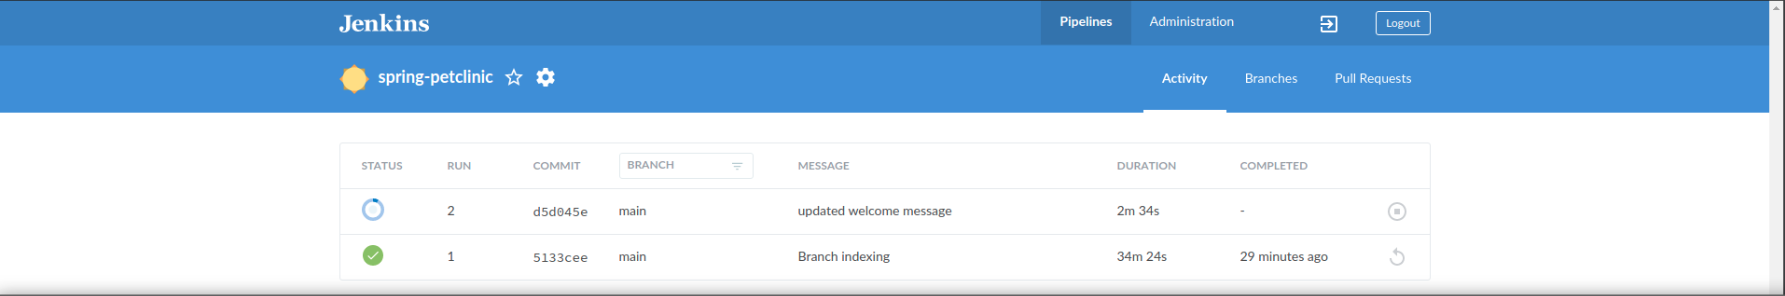 Jenkins Pipelines Administration Logout
spring-petclinic Activity Branches Pull Requests
STATUS RUN COMMIT BRANCH MESSAGE DURATION COMPLETED
2 d5d045e main updated welcome message 2m 34s -
1 5133cee main Branch indexing 34m 24s 29 minutes ago